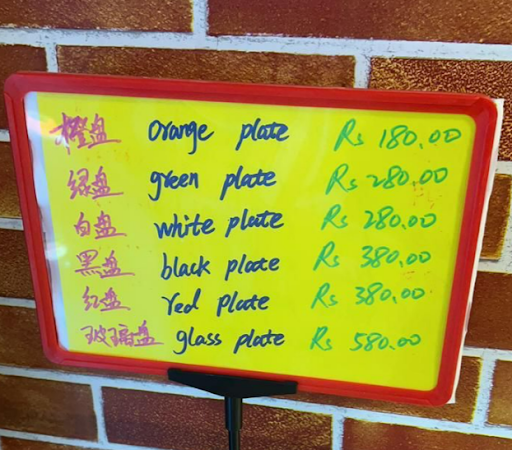 橙盘 Orange plate Rs 180.00
绿盘 green plate Rs 280.00
白盘 white plate Rs 280.00
黑盘 black plate Rs 380.00
红盘 red plate Rs 380.00
玻璃盘 glass plate Rs 580.00